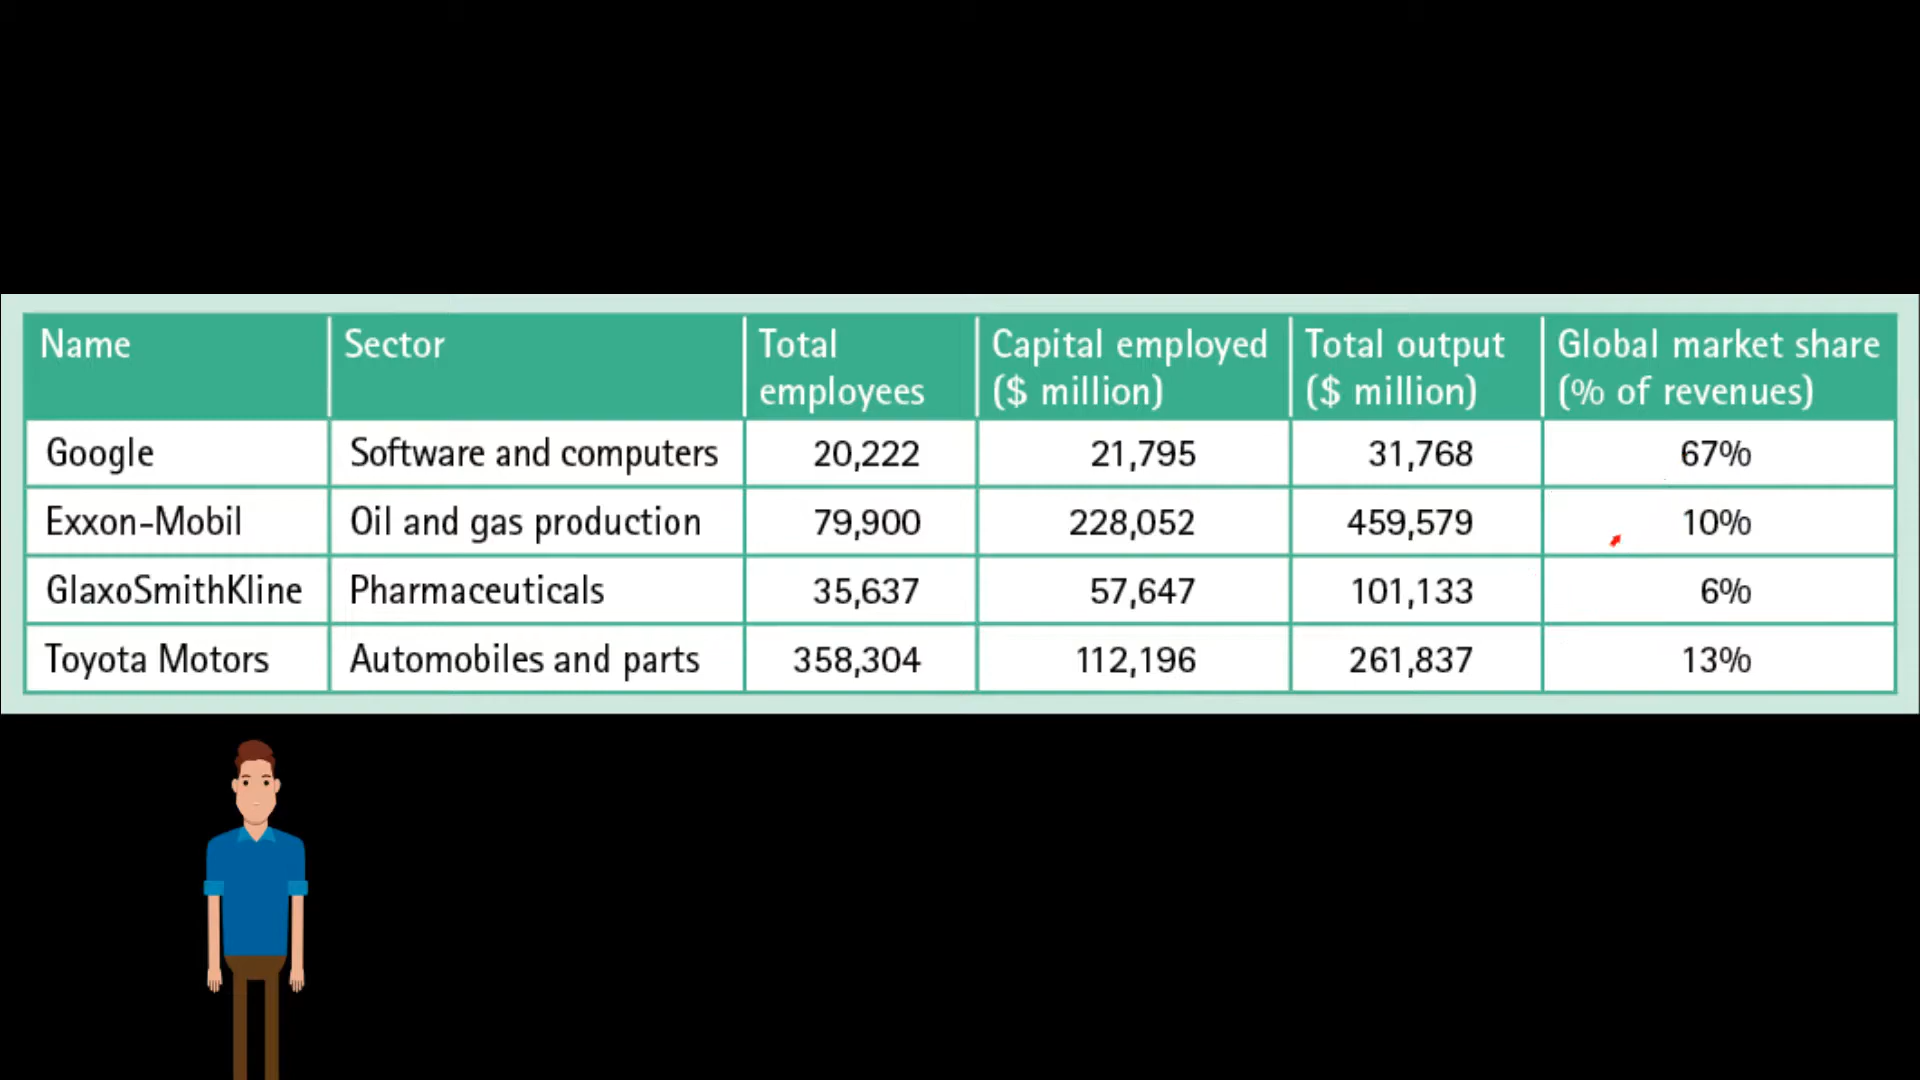 Name Sector Total employees Capital employed ($ million) Total output ($ million) Global market share (% of revenues)
Google Software and computers 20,222 21,795 31,768 67%
Exxon-Mobil Oil and gas production 79,900 228,052 459,579 10%
GlaxoSmithKline Pharmaceuticals 35,637 57,647 101,133 6%
Toyota Motors Automobiles and parts 358,304 112,196 261,837 13%